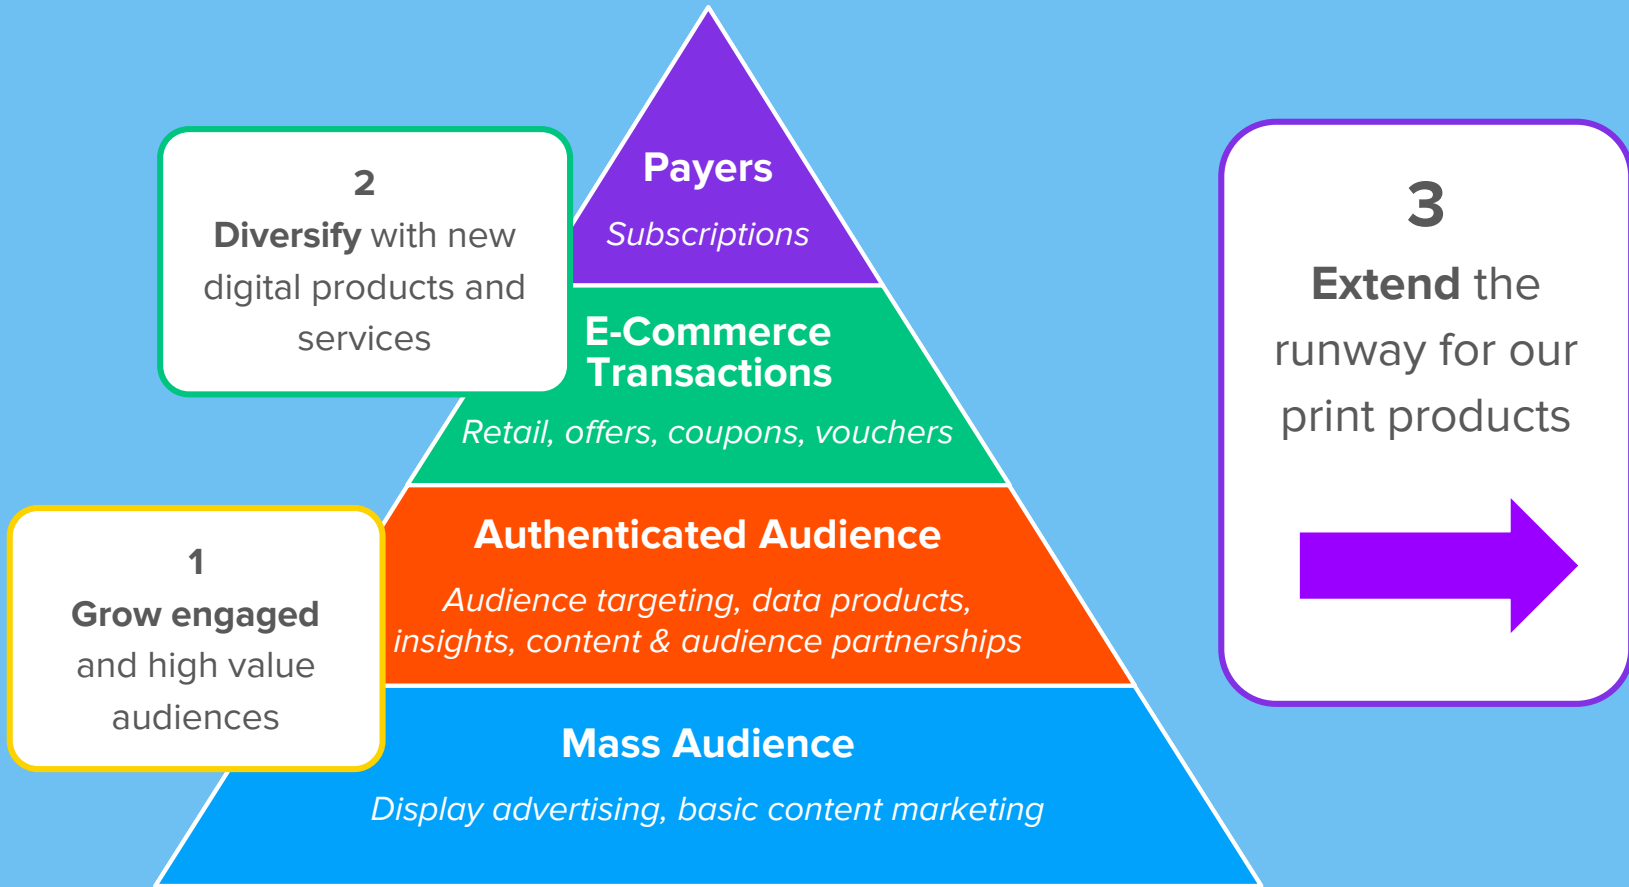 Payers
Subscriptions
2
Diversify with new
digital products and
services
E-Commerce
Transactions
Retail, offers, coupons, vouchers
1
Grow engaged
and high value
audiences
Authenticated Audience
Audience targeting, data products,
insights, content & audience partnerships
Mass Audience
Display advertising, basic content marketing
3
Extend the
runway for our
print products